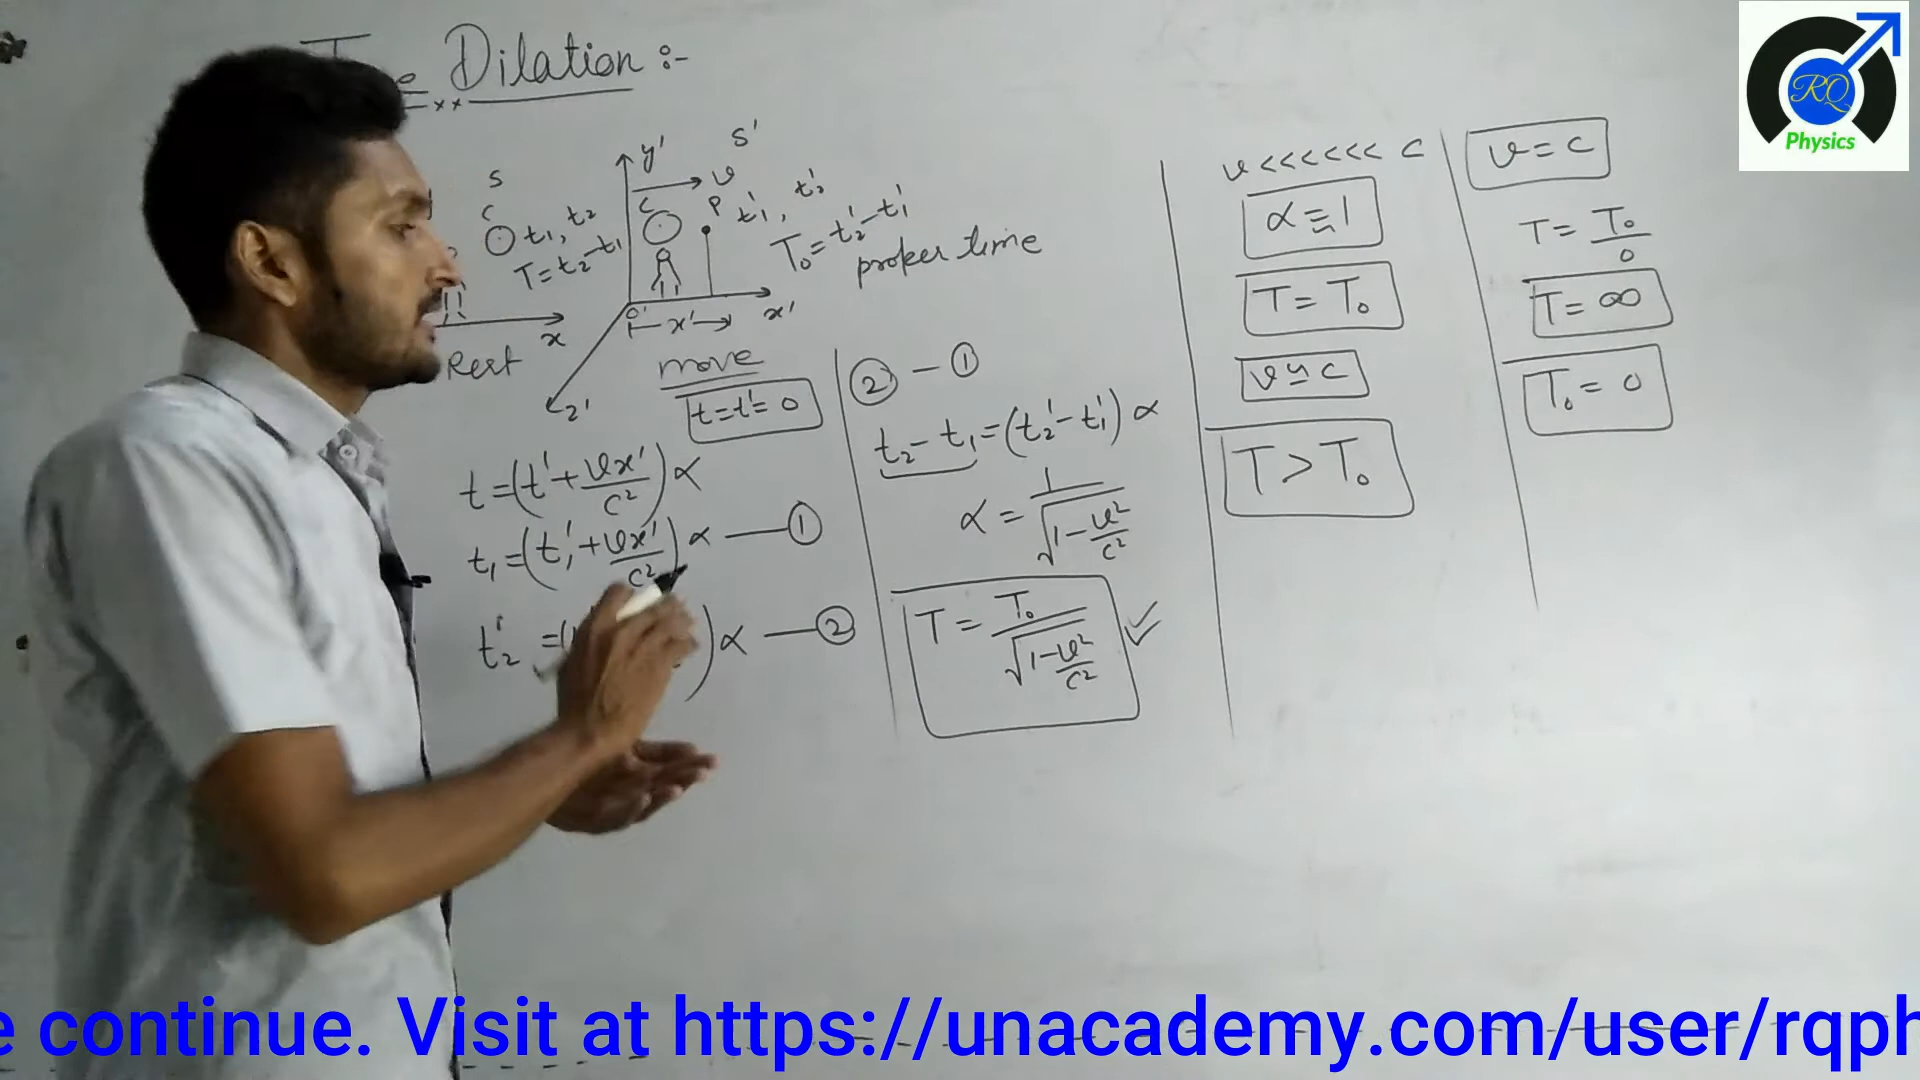 Dilation :-
S
C
t₁, t₂
T = t₂ - t₁
x
Rest
y'
S'
v
C
P
t₁', t₂'
T₀ = t₂' - t₁'
proper time
o'
x'
x'
z'
move
t = t' = 0
t = (t' + vx'/c²) α
t₁ = (t₁' + vx'/c²) α — ①
t₂' = ( ) α — ②
② - ①
t₂ - t₁ = (t₂' - t₁') α
α = 1/√(1 - v²/c²)
T = T₀/√(1 - v²/c²)
v <<<<<< c
α ≅ 1
T = T₀
v ≃ c
T > T₀
v = c
T = T₀/0
T = ∞
T₀ = 0
RQ
Physics
continue. Visit at https://unacademy.com/user/rqph